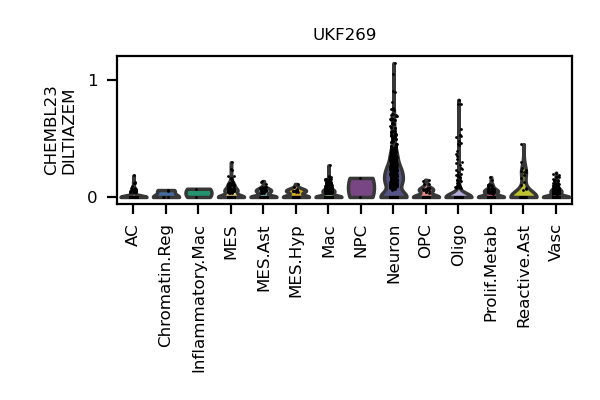 UKF269
CHEMBL23
DILTIAZEM
1
0
AC
Chromatin.Reg
Inflammatory.Mac
MES
MES.Ast
MES.Hyp
Mac
NPC
Neuron
OPC
Oligo
Prolif.Metab
Reactive.Ast
Vasc